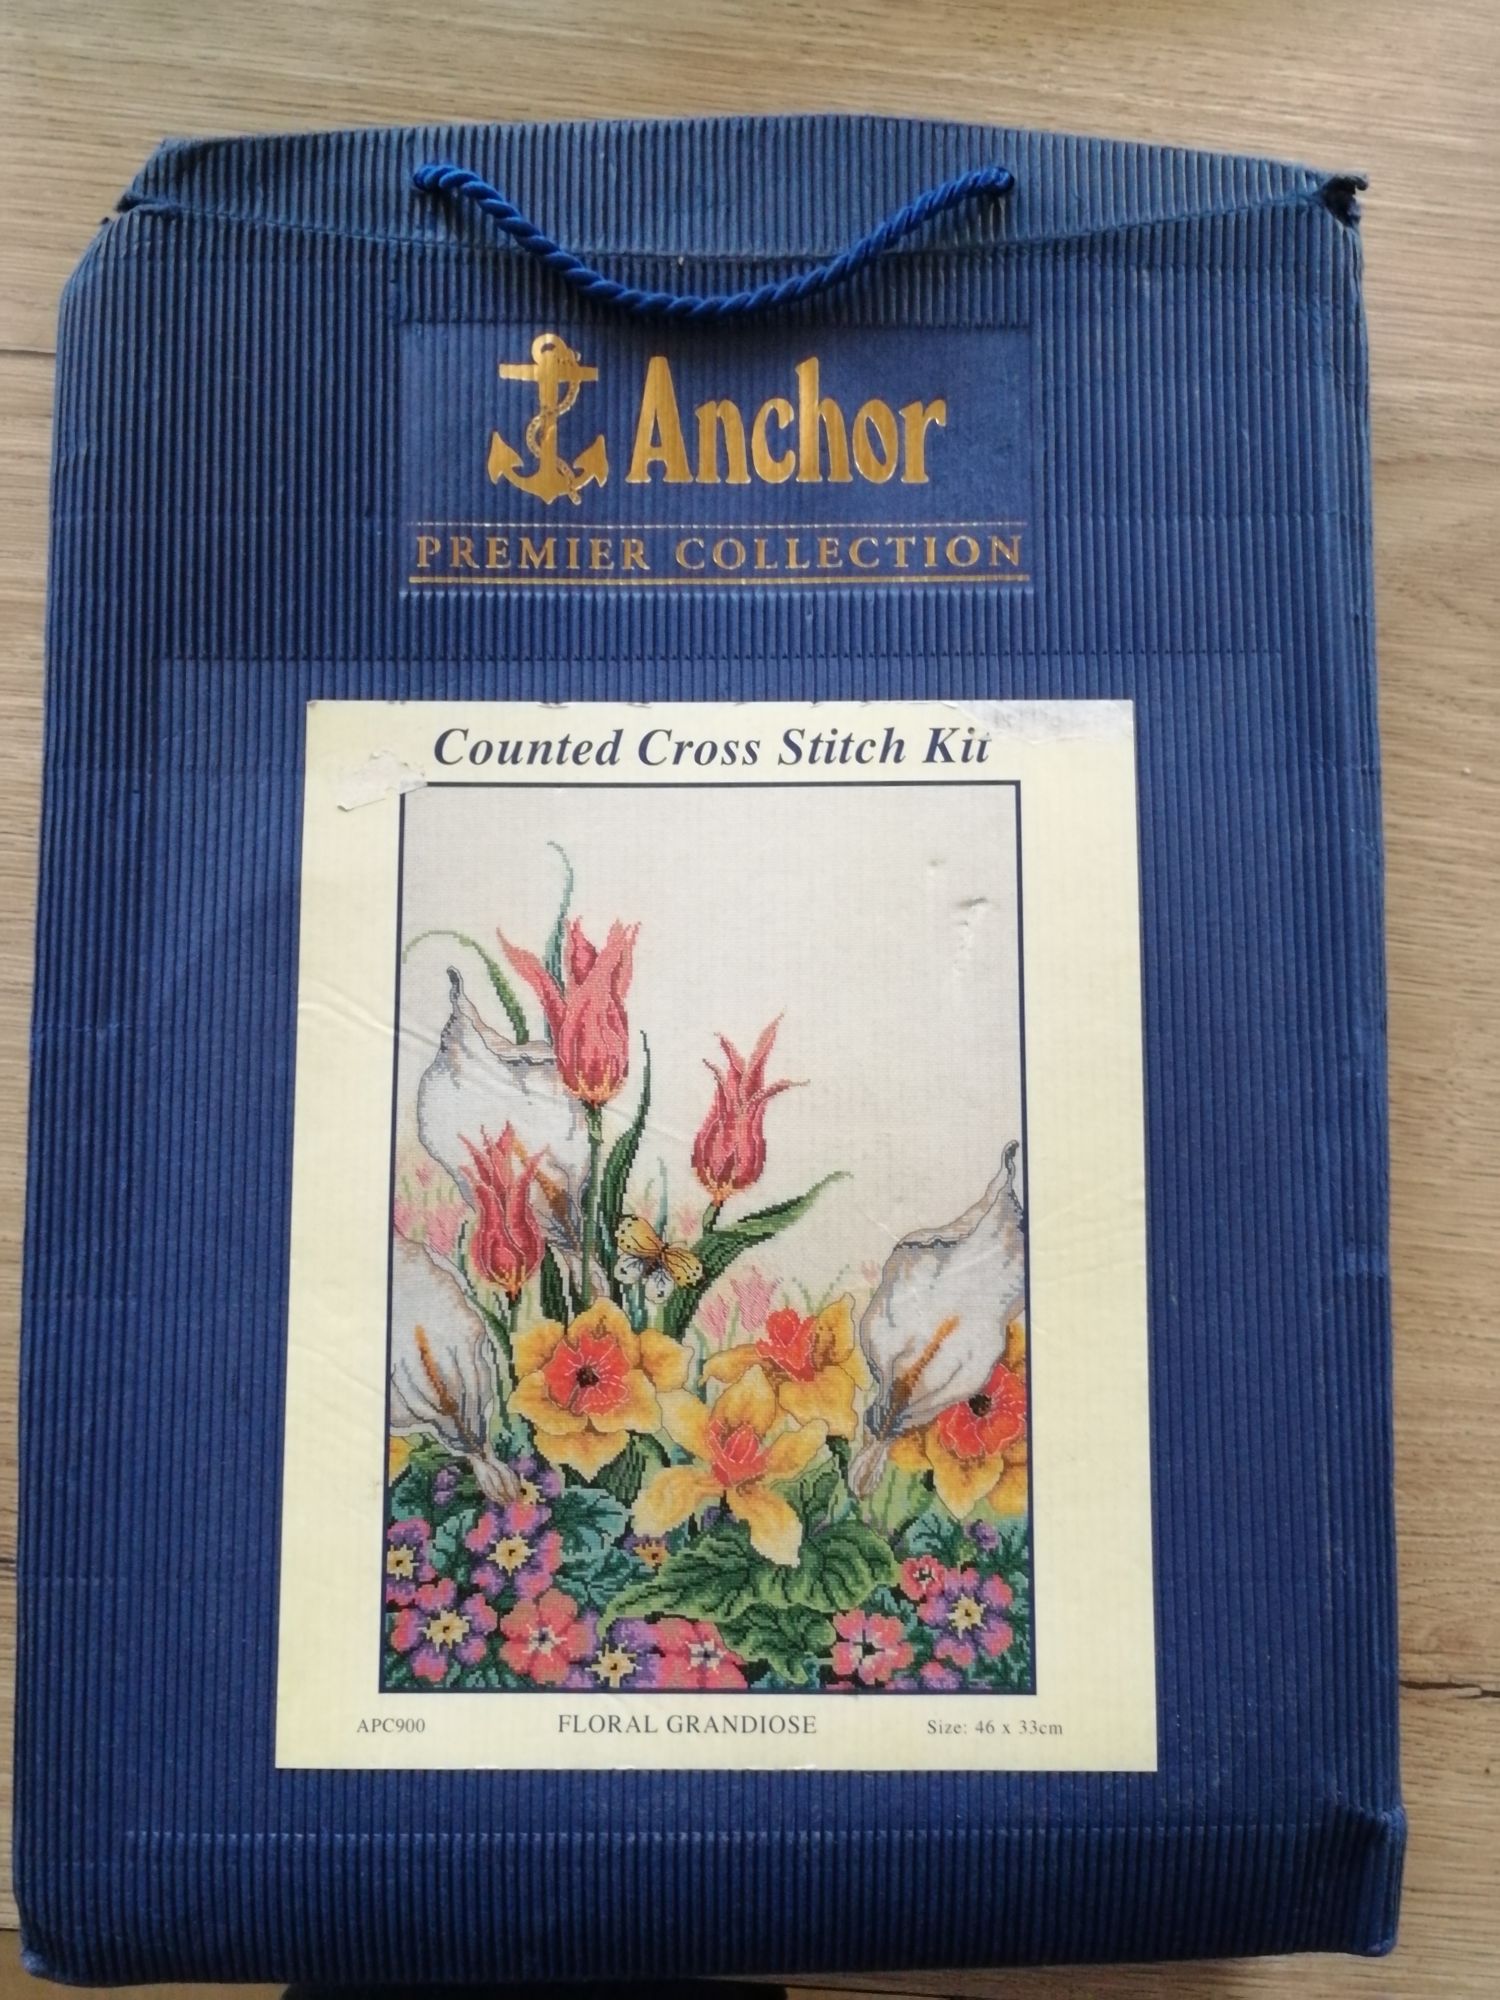 Anchor
PREMIER COLLECTION
Counted Cross Stitch Kit
APC900 FLORAL GRANDIOSE Size: 46 x 33cm